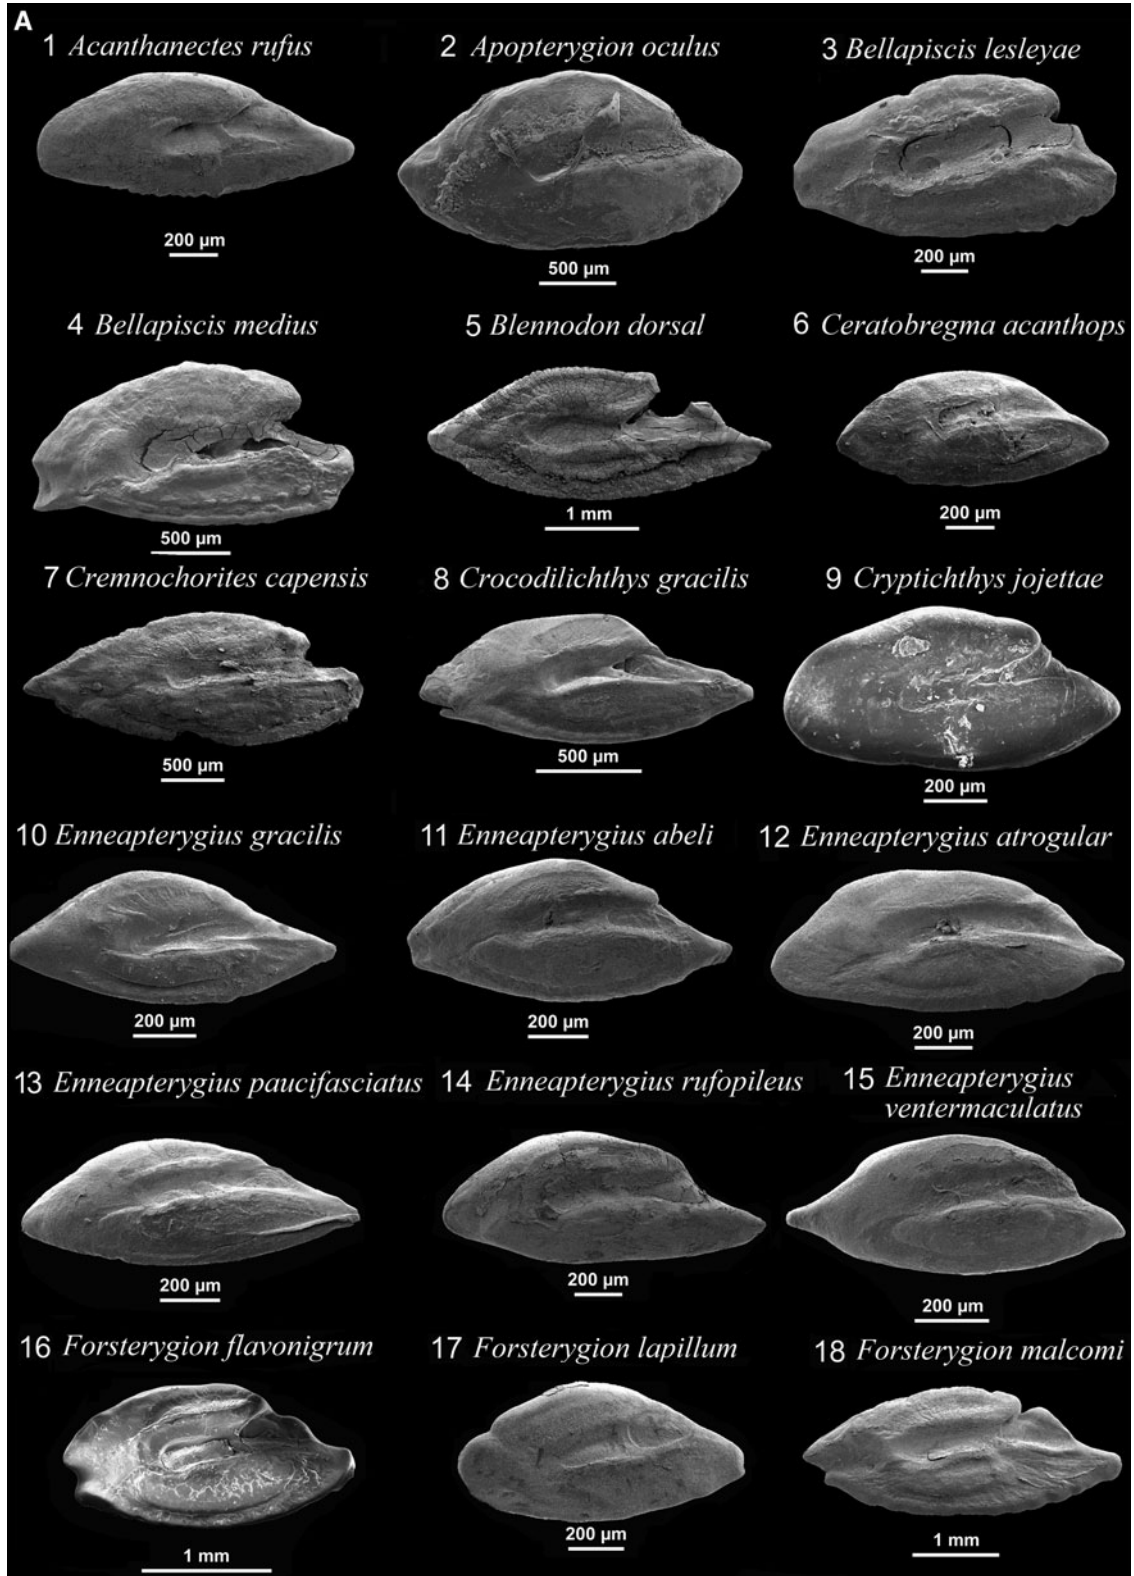 A
1 Acanthanectes rufus
2 Apopterygion oculus
3 Bellapiscis lesleyae
200 µm
500 µm
200 µm
4 Bellapiscis medius
5 Blennodon dorsal
6 Ceratobregma acanthops
500 µm
1 mm
200 µm
7 Cremnochorites capensis
8 Crocodilichthys gracilis
9 Cryptichthys jojettae
500 µm
500 µm
200 µm
10 Enneapterygius gracilis
11 Enneapterygius abeli
12 Enneapterygius atrogular
200 µm
200 µm
200 µm
13 Enneapterygius paucifasciatus
14 Enneapterygius rufopileus
15 Enneapterygius
ventermaculatus
200 µm
200 µm
200 µm
16 Forsterygion flavonigrum
17 Forsterygion lapillum
18 Forsterygion malcomi
1 mm
200 µm
1 mm